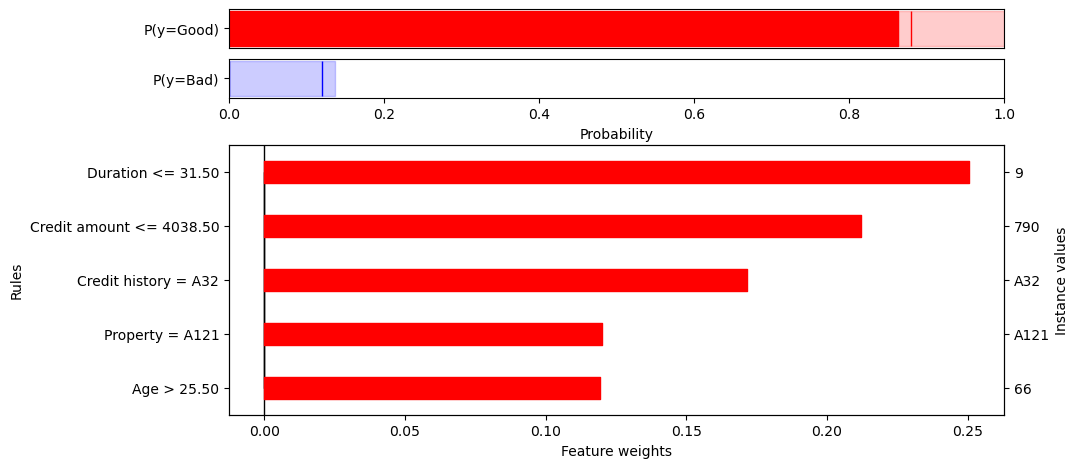 P(y=Good)
P(y=Bad)
0.0 0.2 0.4 0.6 0.8 1.0
Probability
Duration <= 31.50 9
Credit amount <= 4038.50 790
Credit history = A32 A32
Property = A121 A121
Age > 25.50 66
Rules
Instance values
0.00 0.05 0.10 0.15 0.20 0.25
Feature weights